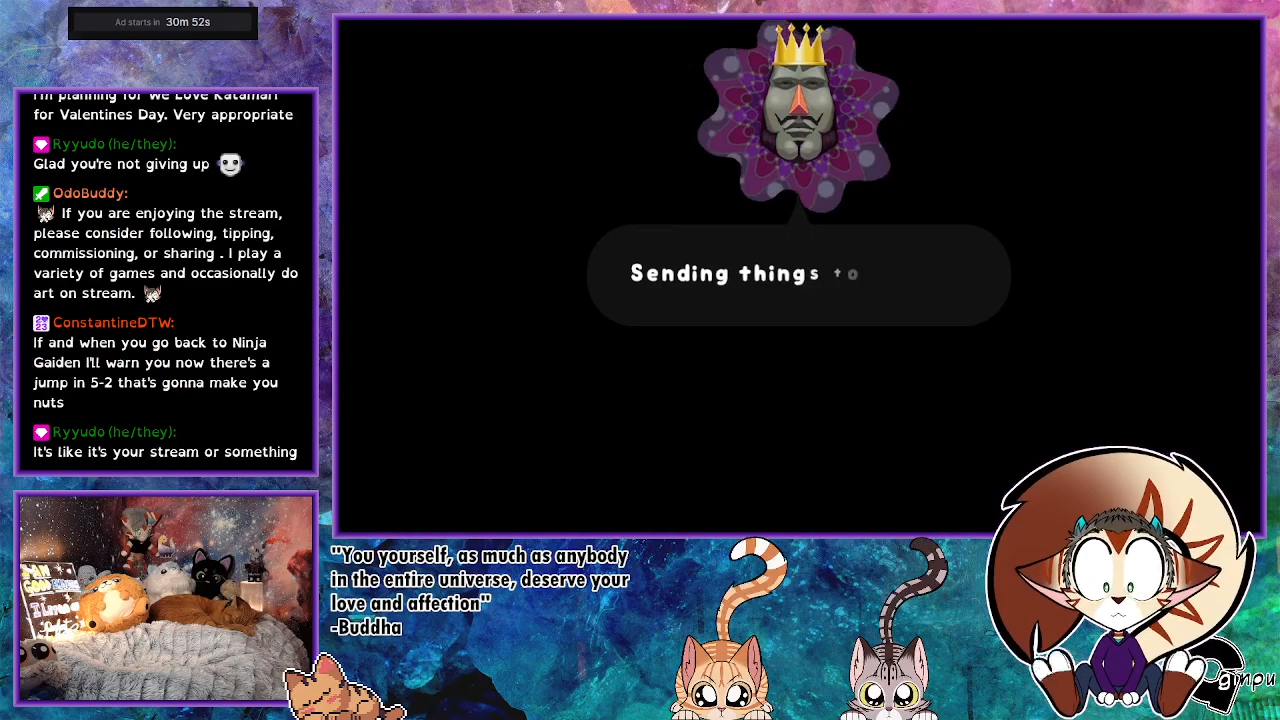 Ad starts in 30m 52s
I'm planning for We Love Katamari
for Valentines Day. Very appropriate
Ryyudo (he/they):
Glad you're not giving up
OdoBuddy:
If you are enjoying the stream,
please consider following, tipping,
commissioning, or sharing . I play a
variety of games and occasionally do
art on stream.
ConstantineDTW:
If and when you go back to Ninja
Gaiden I'll warn you now there's a
jump in 5-2 that's gonna make you
nuts
Ryyudo (he/they):
It's like it's your stream or something
Sending things to
"You yourself, as much as anybody
in the entire universe, deserve your
love and affection"
-Buddha